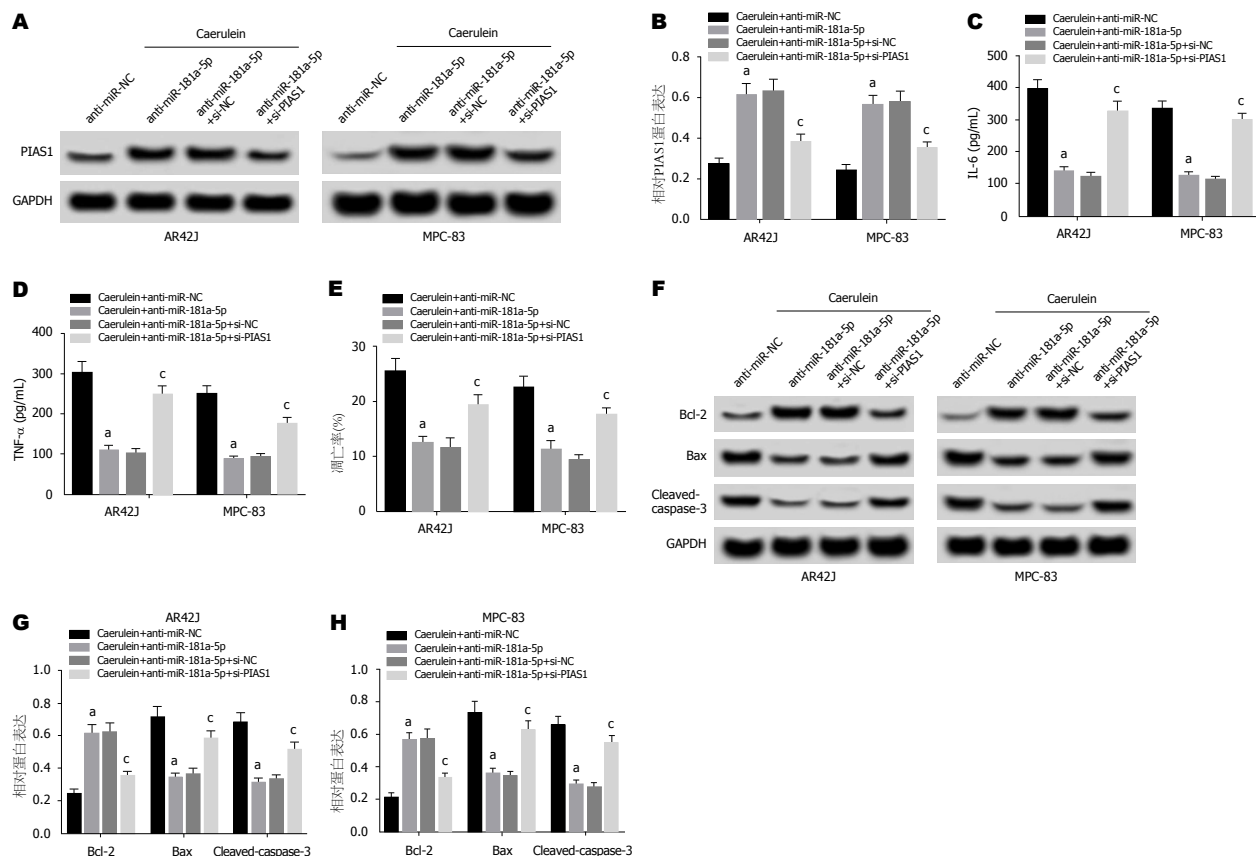 A
Caerulein
Caerulein
anti-miR-NC
anti-miR-181a-5p
anti-miR-181a-5p
+si-NC
anti-miR-181a-5p
+si-PIAS1
anti-miR-NC
anti-miR-181a-5p
anti-miR-181a-5p
+si-NC
anti-miR-181a-5p
+si-PIAS1
PIAS1
GAPDH
AR42J
MPC-83
B
Caerulein+anti-miR-NC
Caerulein+anti-miR-181a-5p
Caerulein+anti-miR-181a-5p+si-NC
Caerulein+anti-miR-181a-5p+si-PIAS1
相对PIAS1蛋白表达
0.8
0.6
0.4
0.2
0.0
a
c
a
c
AR42J
MPC-83
C
Caerulein+anti-miR-NC
Caerulein+anti-miR-181a-5p
Caerulein+anti-miR-181a-5p+si-NC
Caerulein+anti-miR-181a-5p+si-PIAS1
IL-6 (pg/mL)
500
400
300
200
100
0
a
c
a
c
AR42J
MPC-83
D
Caerulein+anti-miR-NC
Caerulein+anti-miR-181a-5p
Caerulein+anti-miR-181a-5p+si-NC
Caerulein+anti-miR-181a-5p+si-PIAS1
TNF-α (pg/mL)
400
300
200
100
0
a
c
a
c
AR42J
MPC-83
E
Caerulein+anti-miR-NC
Caerulein+anti-miR-181a-5p
Caerulein+anti-miR-181a-5p+si-NC
Caerulein+anti-miR-181a-5p+si-PIAS1
凋亡率(%)
30
20
10
0
a
c
a
c
AR42J
MPC-83
F
Caerulein
Caerulein
anti-miR-NC
anti-miR-181a-5p
anti-miR-181a-5p
+si-NC
anti-miR-181a-5p
+si-PIAS1
anti-miR-NC
anti-miR-181a-5p
anti-miR-181a-5p
+si-NC
anti-miR-181a-5p
+si-PIAS1
Bcl-2
Bax
Cleaved-
caspase-3
GAPDH
AR42J
MPC-83
G
AR42J
Caerulein+anti-miR-NC
Caerulein+anti-miR-181a-5p
Caerulein+anti-miR-181a-5p+si-NC
Caerulein+anti-miR-181a-5p+si-PIAS1
相对蛋白表达
1.0
0.8
0.6
0.4
0.2
0.0
a
c
a
c
a
c
Bcl-2
Bax
Cleaved-caspase-3
H
MPC-83
Caerulein+anti-miR-NC
Caerulein+anti-miR-181a-5p
Caerulein+anti-miR-181a-5p+si-NC
Caerulein+anti-miR-181a-5p+si-PIAS1
相对蛋白表达
1.0
0.8
0.6
0.4
0.2
0.0
a
c
a
c
a
c
Bcl-2
Bax
Cleaved-caspase-3